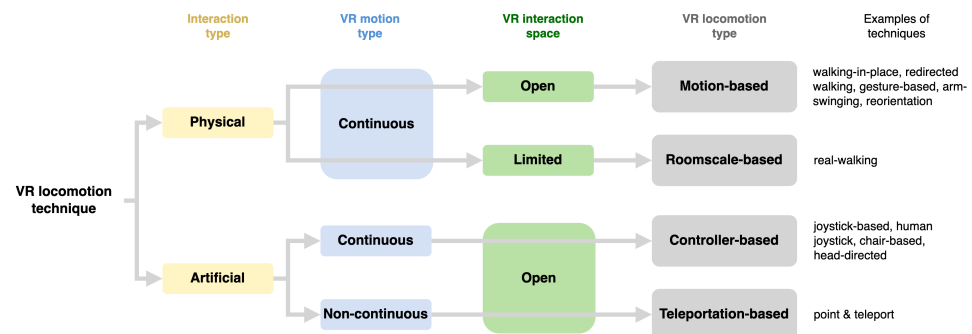 Interaction
type
VR motion
type
VR interaction
space
VR locomotion
type
Examples of
techniques
VR locomotion
technique
Physical
Continuous
Open
Motion-based
walking-in-place, redirected
walking, gesture-based, arm-
swinging, reorientation
Limited
Roomscale-based
real-walking
Artificial
Continuous
Non-continuous
Open
Controller-based
joystick-based, human
joystick, chair-based,
head-directed
Teleportation-based
point & teleport